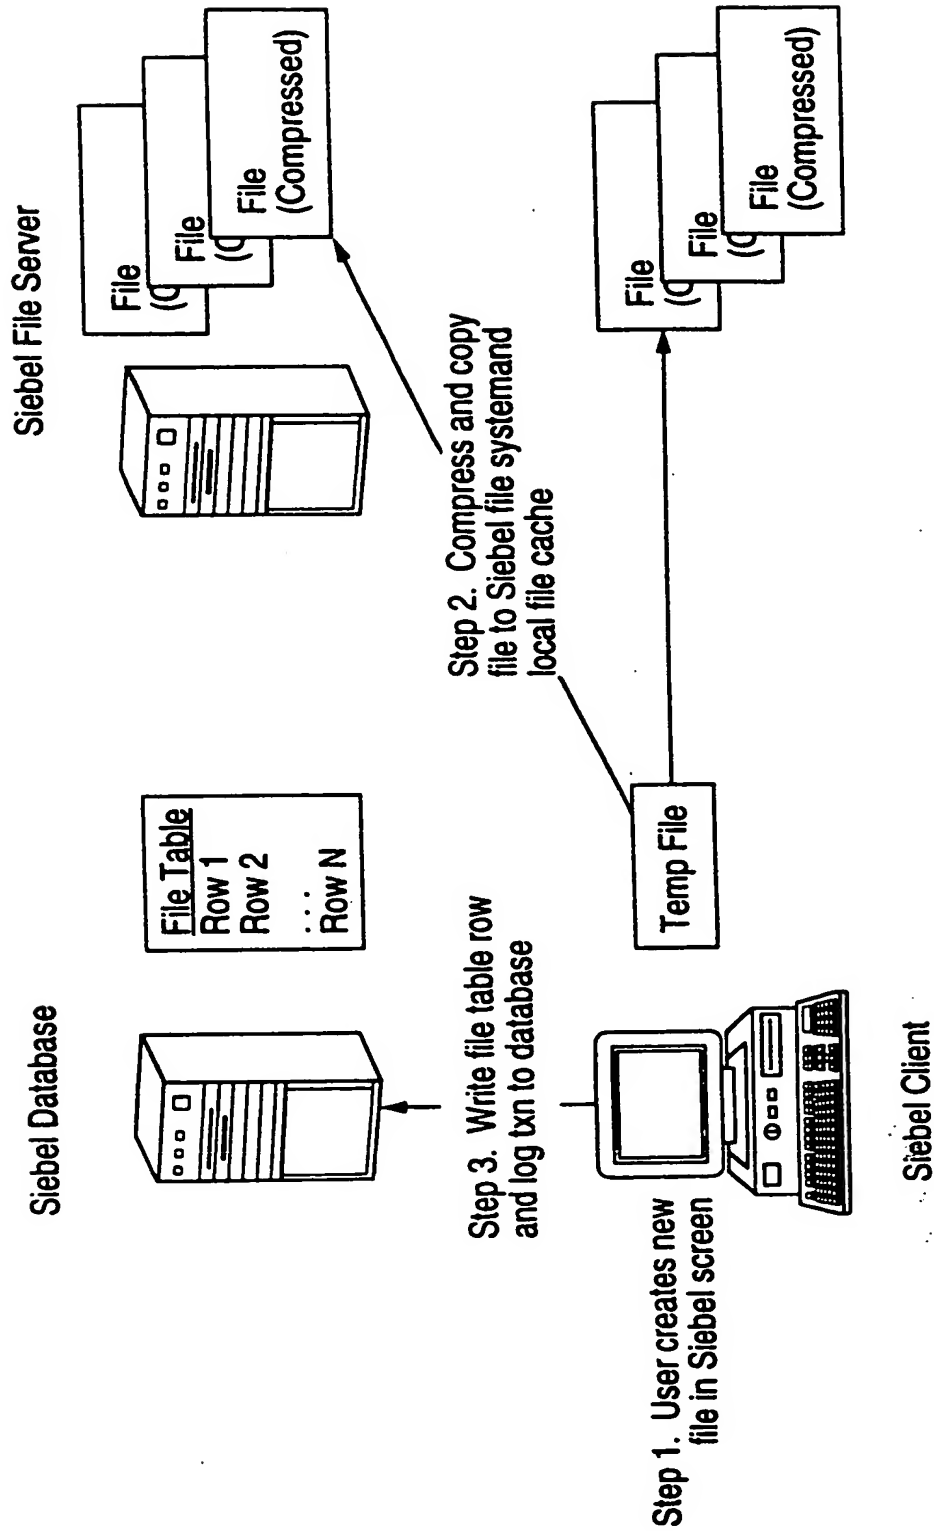 Siebel Database
Siebel File Server
File Table
Row 1
Row 2
...
Row N
File
(C
File
(C
File
(Compressed)
Step 3. Write file table row
and log txn to database
Step 2. Compress and copy
file to Siebel file systemand
local file cache
Step 1. User creates new
file in Siebel screen
Temp File
File
(C
File
(C
File
(Compressed)
Siebel Client